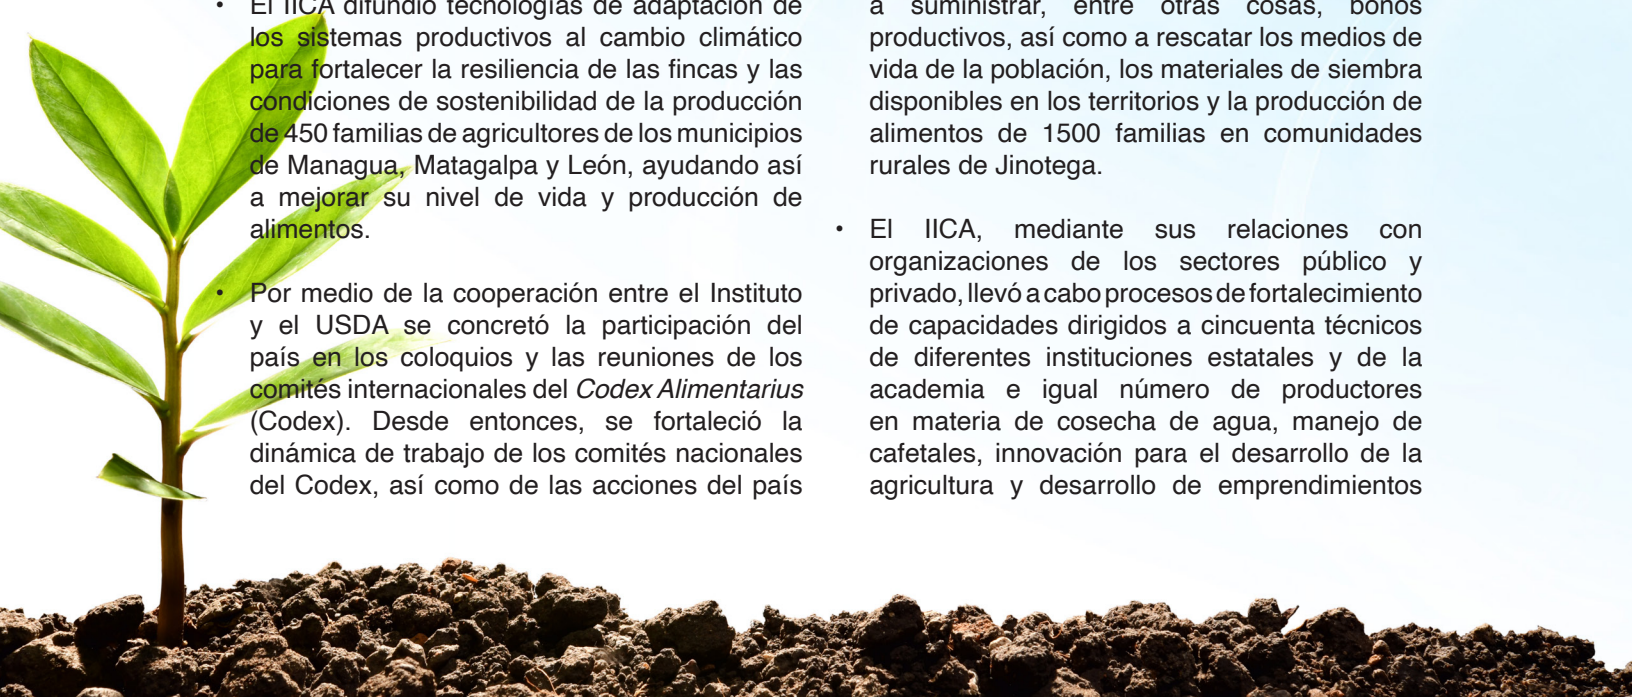 • El IICA difundió tecnologías de adaptación de
los sistemas productivos al cambio climático
para fortalecer la resiliencia de las fincas y las
condiciones de sostenibilidad de la producción
de 450 familias de agricultores de los municipios
de Managua, Matagalpa y León, ayudando así
a mejorar su nivel de vida y producción de
alimentos.
• Por medio de la cooperación entre el Instituto
y el USDA se concretó la participación del
país en los coloquios y las reuniones de los
comités internacionales del Codex Alimentarius
(Codex). Desde entonces, se fortaleció la
dinámica de trabajo de los comités nacionales
del Codex, así como de las acciones del país
a suministrar, entre otras cosas, bonos
productivos, así como a rescatar los medios de
vida de la población, los materiales de siembra
disponibles en los territorios y la producción de
alimentos de 1500 familias en comunidades
rurales de Jinotega.
• El IICA, mediante sus relaciones con
organizaciones de los sectores público y
privado, llevó a cabo procesos de fortalecimiento
de capacidades dirigidos a cincuenta técnicos
de diferentes instituciones estatales y de la
academia e igual número de productores
en materia de cosecha de agua, manejo de
cafetales, innovación para el desarrollo de la
agricultura y desarrollo de emprendimientos